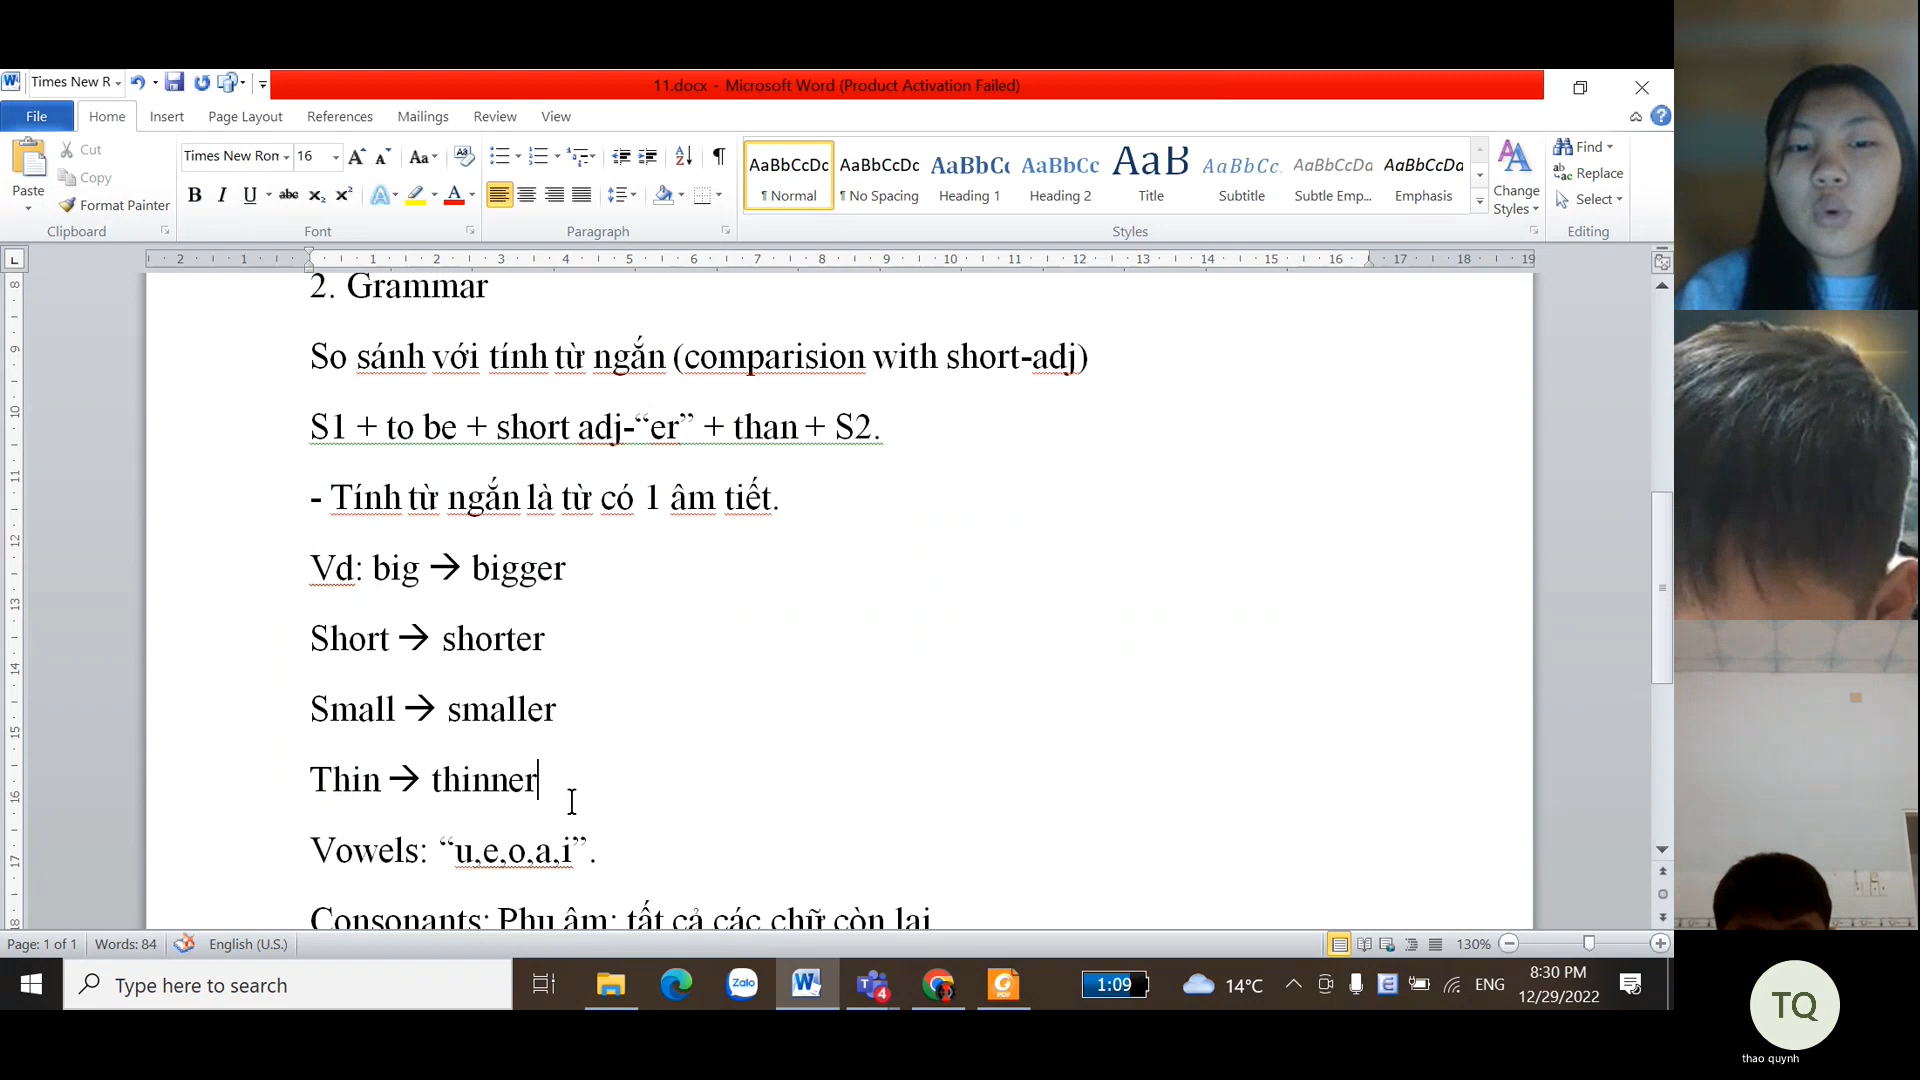 Times New R
11.docx - Microsoft Word (Product Activation Failed)
File Home Insert Page Layout References Mailings Review View
Paste
Cut
Copy
Format Painter
Clipboard
Times New Ron 16
Font
Paragraph
AaBbCcDc AaBbCcDc AaBbC AaBbCc AaB AaBbCc. AaBbCcDa AaBbCcDa
¶ Normal ¶ No Spacing Heading 1 Heading 2 Title Subtitle Subtle Emp... Emphasis
Change Styles
Styles
Find
Replace
Select
Editing
2. Grammar
So sánh với tính từ ngắn (comparision with short-adj)
S1 + to be + short adj-“er” + than + S2.
- Tính từ ngắn là từ có 1 âm tiết.
Vd: big → bigger
Short → shorter
Small → smaller
Thin → thinner
Vowels: “u,e,o,a,i”.
Consonants: Phụ âm: tất cả các chữ còn lại
Page: 1 of 1 Words: 84 English (U.S.) 130%
Type here to search
Zalo
4
PDF
1:09
14°C
ENG
8:30 PM
12/29/2022
TQ
thao quynh